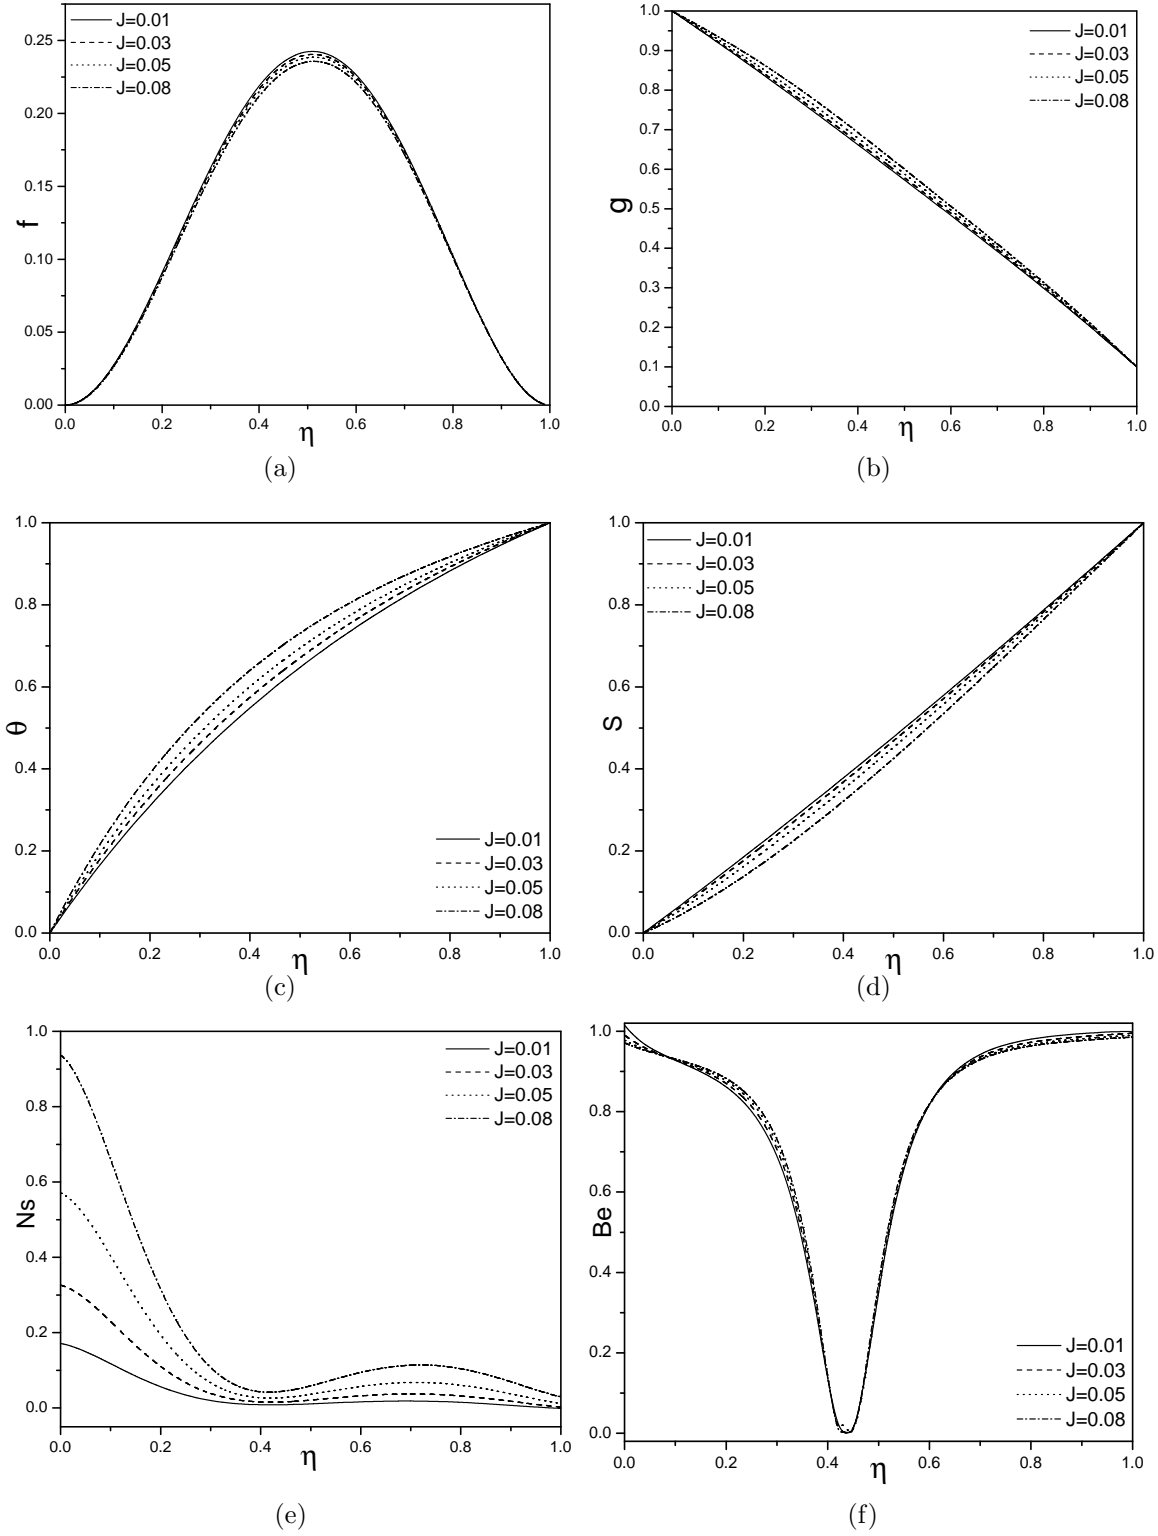 J=0.01
J=0.03
J=0.05
J=0.08
0.25
0.20
0.15
0.10
0.05
0.00
f
0.0 0.2 0.4 0.6 0.8 1.0
η
(a)
J=0.01
J=0.03
J=0.05
J=0.08
1.0
0.9
0.8
0.7
0.6
0.5
0.4
0.3
0.2
0.1
0.0
g
0.0 0.2 0.4 0.6 0.8 1.0
η
(b)
1.0
0.8
0.6
0.4
0.2
0.0
θ
J=0.01
J=0.03
J=0.05
J=0.08
0.0 0.2 0.4 0.6 0.8 1.0
η
(c)
J=0.01
J=0.03
J=0.05
J=0.08
1.0
0.8
0.6
0.4
0.2
0.0
S
0.0 0.2 0.4 0.6 0.8 1.0
η
(d)
J=0.01
J=0.03
J=0.05
J=0.08
1.0
0.8
0.6
0.4
0.2
0.0
Ns
0.0 0.2 0.4 0.6 0.8 1.0
η
(e)
1.0
0.8
0.6
0.4
0.2
0.0
Be
J=0.01
J=0.03
J=0.05
J=0.08
0.0 0.2 0.4 0.6 0.8 1.0
η
(f)